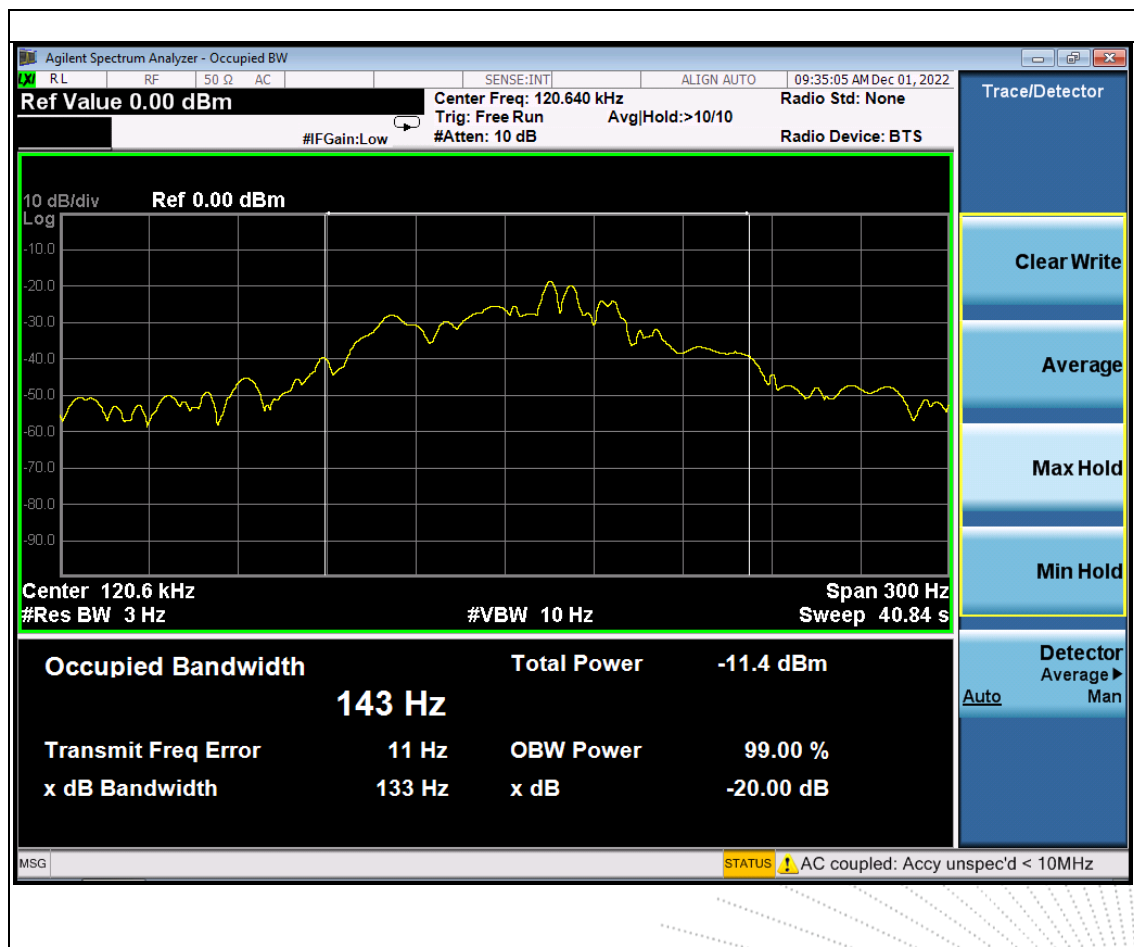 Agilent Spectrum Analyzer - Occupied BW
LXI RL RF 50 Ω AC SENSE:INT ALIGN AUTO 09:35:05 AM Dec 01, 2022
Ref Value 0.00 dBm
Center Freq: 120.640 kHz
Radio Std: None
Trig: Free Run
Avg|Hold:>10/10
#IFGain:Low
#Atten: 10 dB
Radio Device: BTS
10 dB/div
Ref 0.00 dBm
Log
-10.0
-20.0
-30.0
-40.0
-50.0
-60.0
-70.0
-80.0
-90.0
Center 120.6 kHz
Span 300 Hz
#Res BW 3 Hz
#VBW 10 Hz
Sweep 40.84 s
Occupied Bandwidth
Total Power -11.4 dBm
143 Hz
Transmit Freq Error 11 Hz
OBW Power 99.00 %
x dB Bandwidth 133 Hz
x dB -20.00 dB
MSG
STATUS
AC coupled: Accy unspec'd < 10MHz
Trace/Detector
Clear Write
Average
Max Hold
Min Hold
Detector
Average
Auto Man